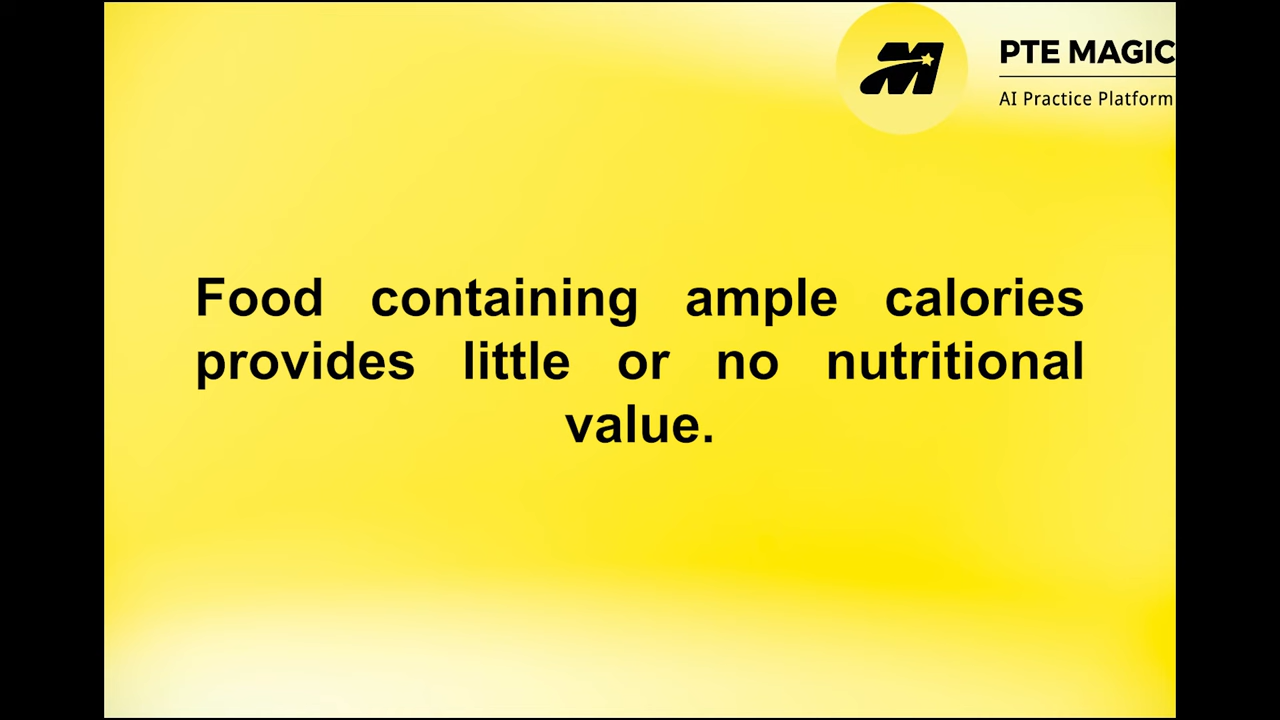 PTE MAGIC
AI Practice Platform
Food containing ample calories
provides little or no nutritional
value.